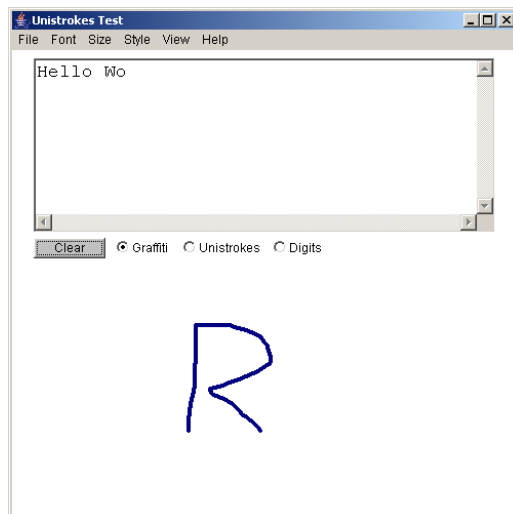 Unistrokes Test
File Font Size Style View Help
Hello Wo
Clear Graffiti Unistrokes Digits
R